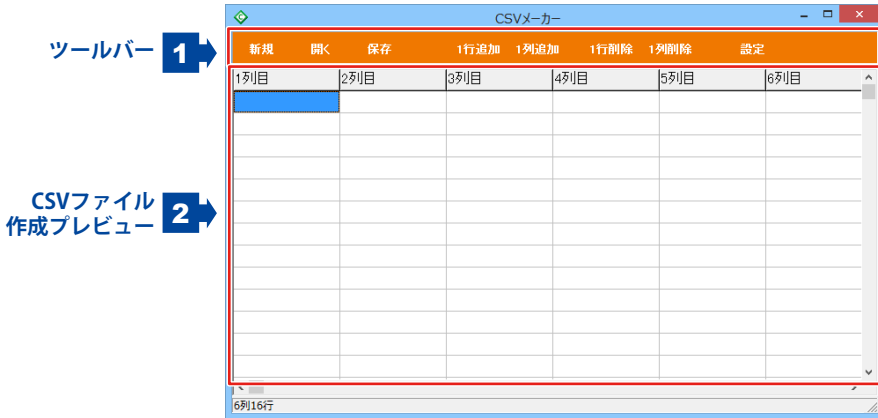 CSVメーカー
ツールバー 1
新規 開く 保存 1行追加 1列追加 1行削除 1列削除 設定
1列目 2列目 3列目 4列目 5列目 6列目
CSVファイル
作成プレビュー 2
6列16行